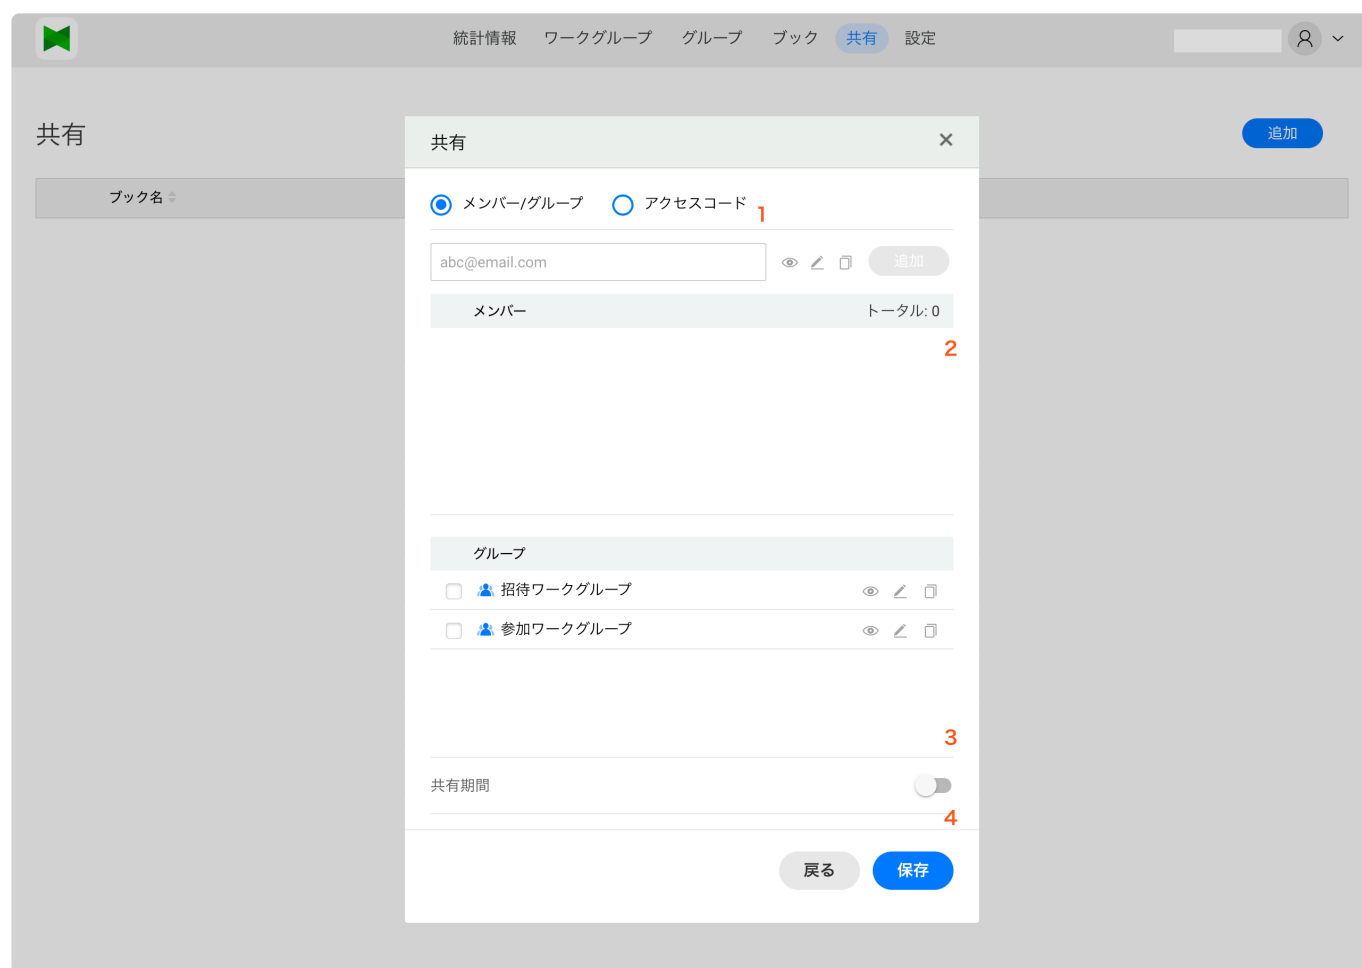 統計情報 ワークグループ グループ ブック 共有 設定
共有
追加
ブック名
共有
メンバー/グループ アクセスコード
1
abc@email.com 追加
メンバー トータル: 0
2
グループ
招待ワークグループ
参加ワークグループ
3
共有期間
4
戻る 保存